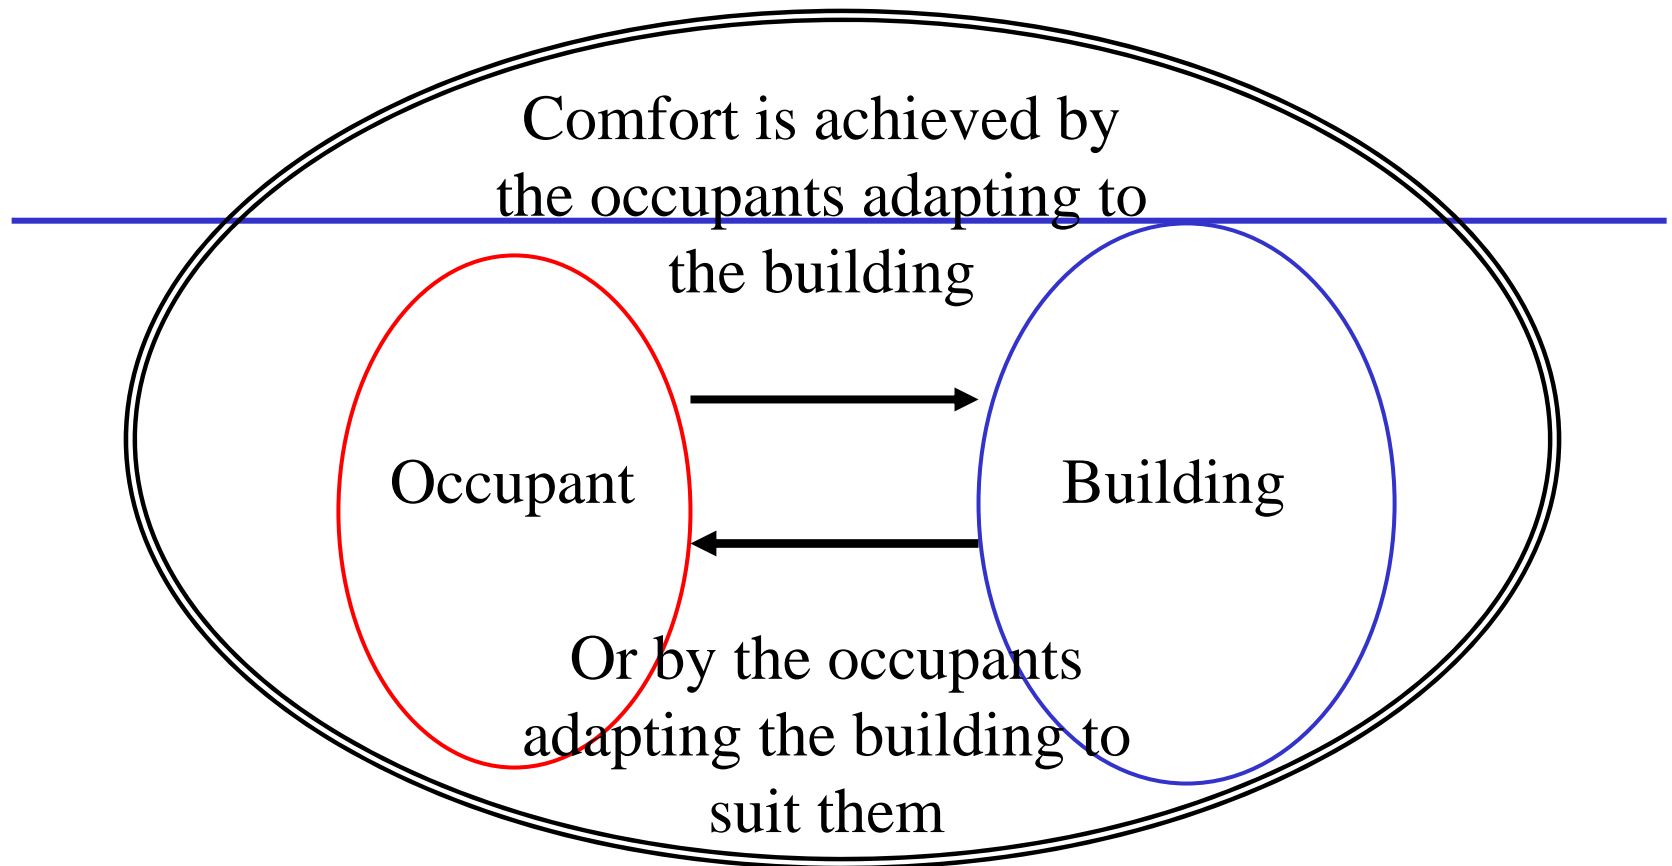 Comfort is achieved by
the occupants adapting to
the building
Occupant
Building
Or by the occupants
adapting the building to
suit them